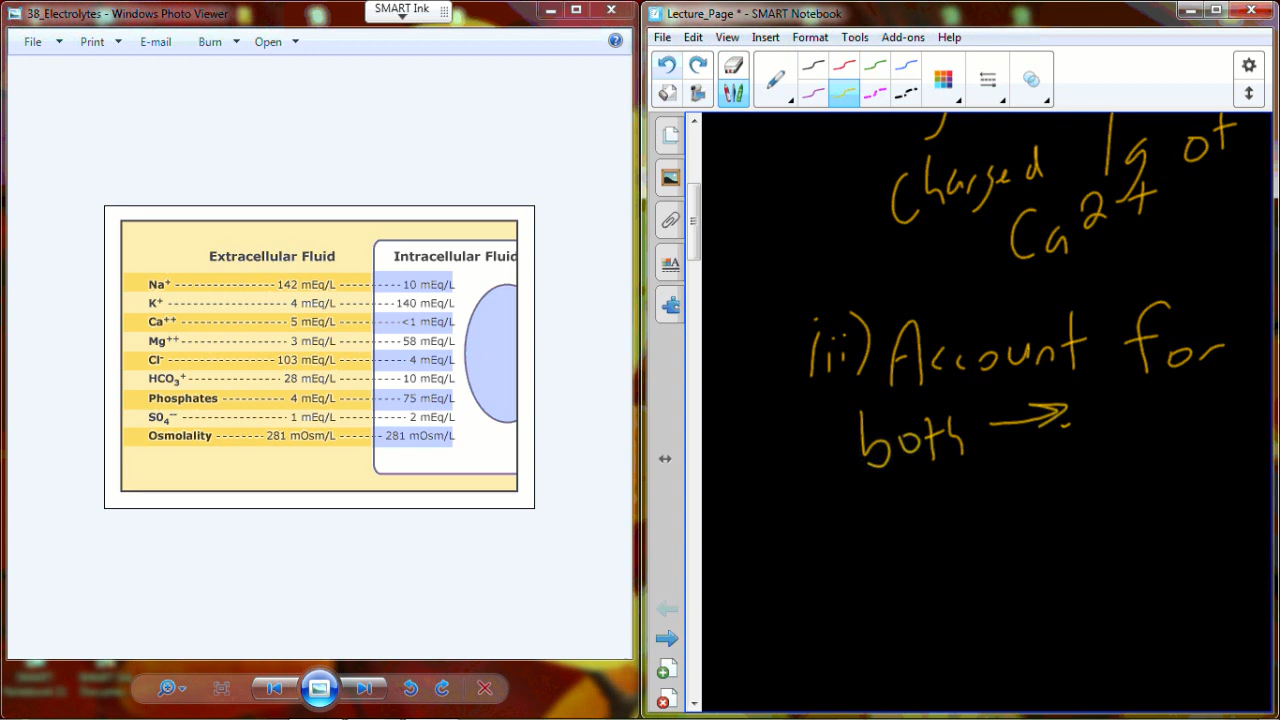 38_Electrolytes - Windows Photo Viewer
SMART Ink
File Print E-mail Burn Open
Extracellular Fluid Intracellular Fluid
Na⁺ 142 mEq/L 10 mEq/L
K⁺ 4 mEq/L 140 mEq/L
Ca⁺⁺ 5 mEq/L <1 mEq/L
Mg⁺⁺ 3 mEq/L 58 mEq/L
Cl⁻ 103 mEq/L 4 mEq/L
HCO₃⁺ 28 mEq/L 10 mEq/L
Phosphates 4 mEq/L 75 mEq/L
SO₄⁻⁻ 1 mEq/L 2 mEq/L
Osmolality 281 mOsm/L 281 mOsm/L
Lecture_Page * - SMART Notebook
File Edit View Insert Format Tools Add-ons Help
charged 1g of
Ca²⁺
iii) Account for
both →